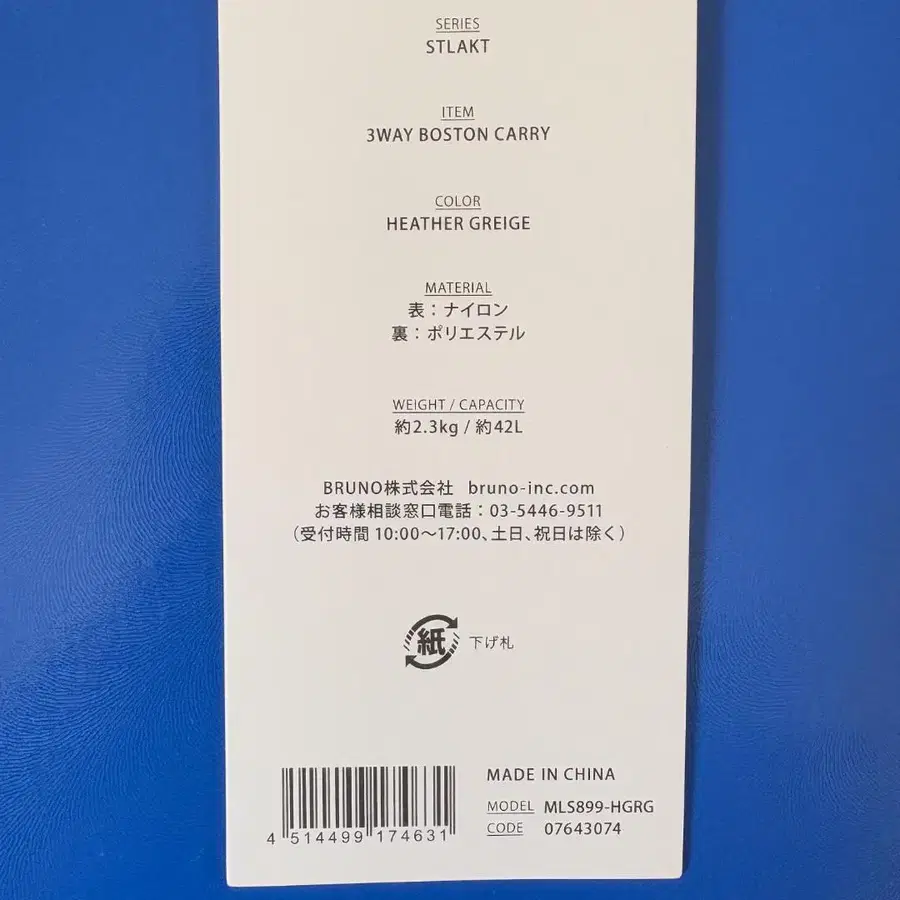 SERIES
STLAKT
ITEM
3WAY BOSTON CARRY
COLOR
HEATHER GREIGE
MATERIAL
表：ナイロン
裏：ポリエステル
WEIGHT / CAPACITY
約2.3kg / 約42L
BRUNO株式会社 bruno-inc.com
お客様相談窓口電話：03-5446-9511
（受付時間 10:00〜17:00、土日、祝日は除く）
紙 下げ札
MADE IN CHINA
MODEL MLS899-HGRG
CODE 07643074
4 514499 174631